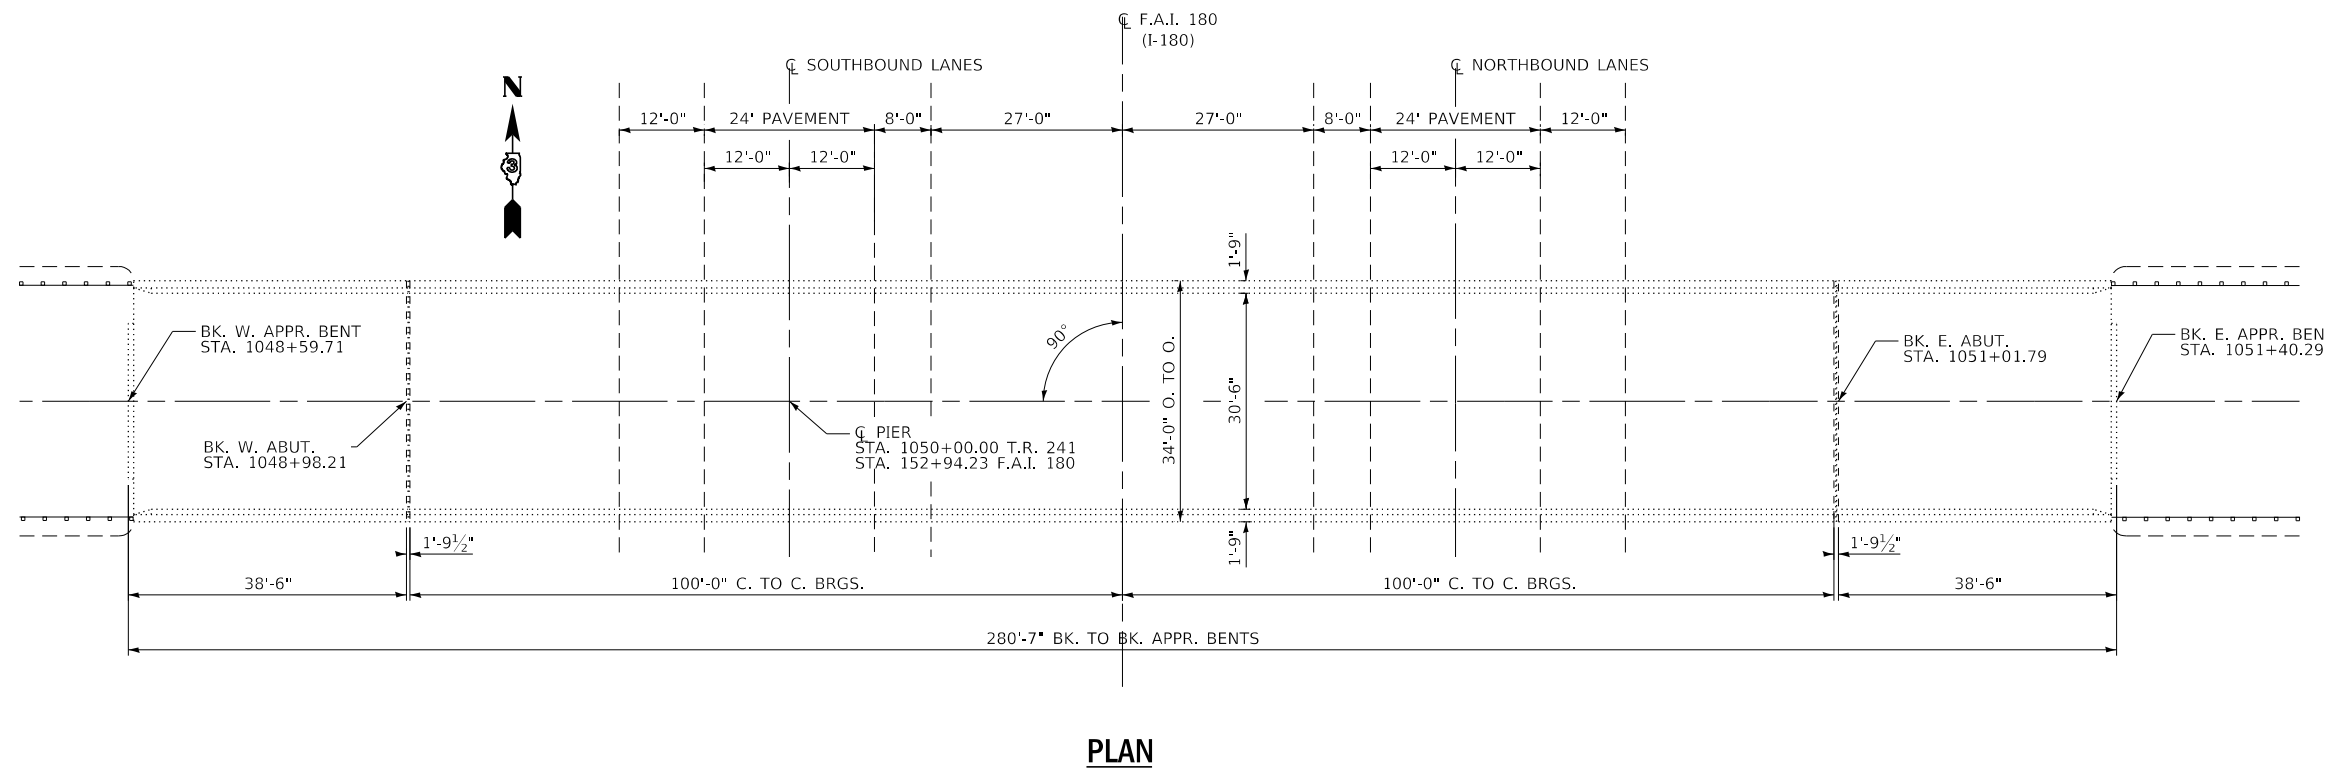 ℄ F.A.I. 180
(I-180)
℄ SOUTHBOUND LANES
℄ NORTHBOUND LANES
N
3
12'-0"
24' PAVEMENT
8'-0"
27'-0"
27'-0"
8'-0"
24' PAVEMENT
12'-0"
12'-0"
12'-0"
12'-0"
12'-0"
1'-9"
90°
34'-0" O. TO O.
30'-6"
1'-9"
BK. W. APPR. BENT
STA. 1048+59.71
BK. E. ABUT.
STA. 1051+01.79
BK. E. APPR. BEN
STA. 1051+40.29
BK. W. ABUT.
STA. 1048+98.21
℄ PIER
STA. 1050+00.00 T.R. 241
STA. 152+94.23 F.A.I. 180
1'-9½"
1'-9½"
38'-6"
100'-0" C. TO C. BRGS.
100'-0" C. TO C. BRGS.
38'-6"
280'-7" BK. TO BK. APPR. BENTS
PLAN